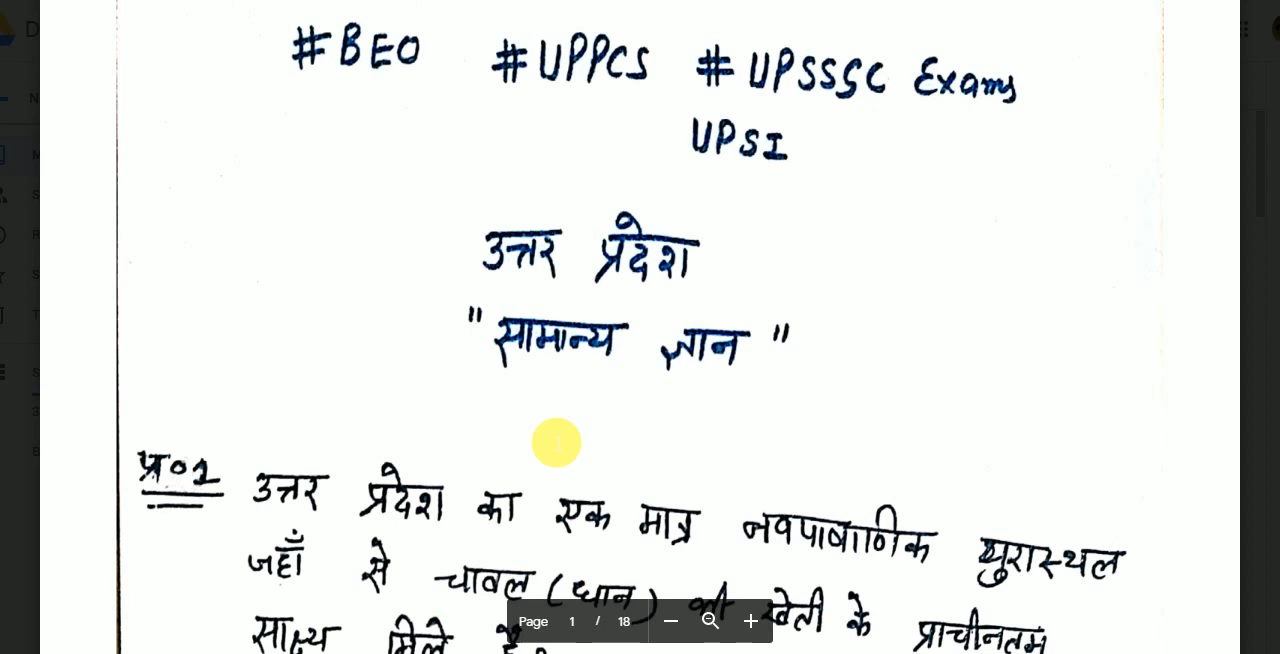 #BEO #UPPCS #UPSSSC Exams
UPSI
उत्तर प्रदेश
"सामान्य ज्ञान"
प्र०1 उत्तर प्रदेश का एक मात्र नवपाषाणिक पुरास्थल
जहाँ से चावल (धान) की खेती के प्राचीनतम
साक्ष्य मिले है?
Page 1 / 18